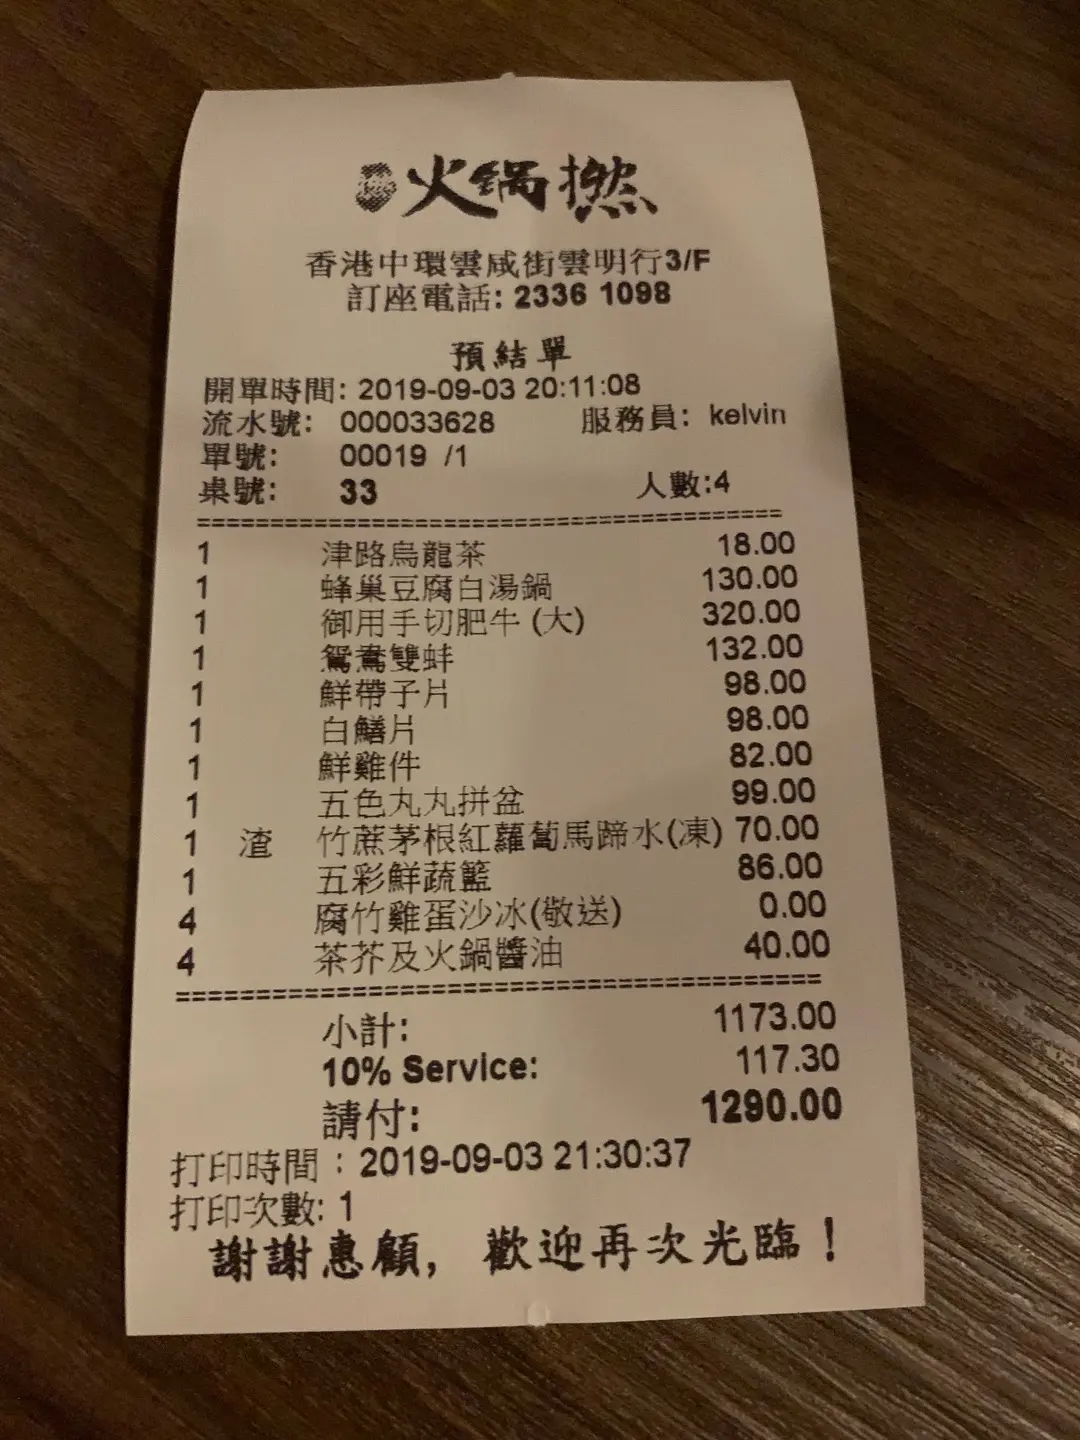 火鍋撚
香港中環雲咸街雲明行3/F
訂座電話: 2336 1098
預結單
開單時間: 2019-09-03 20:11:08
流水號: 000033628 服務員: kelvin
單號: 00019 /1
桌號: 33 人數:4
1 津路烏龍茶 18.00
1 蜂巢豆腐白湯鍋 130.00
1 御用手切肥牛 (大) 320.00
1 鴛鴦雙蚌 132.00
1 鮮帶子片 98.00
1 白鱔片 98.00
1 鮮雞件 82.00
1 五色丸丸拼盆 99.00
1 渣 竹蔗茅根紅蘿蔔馬蹄水(凍) 70.00
1 五彩鮮蔬籃 86.00
4 腐竹雞蛋沙冰(敬送) 0.00
4 茶芥及火鍋醬油 40.00
小計: 1173.00
10% Service: 117.30
請付: 1290.00
打印時間：2019-09-03 21:30:37
打印次數: 1
謝謝惠顧，歡迎再次光臨！